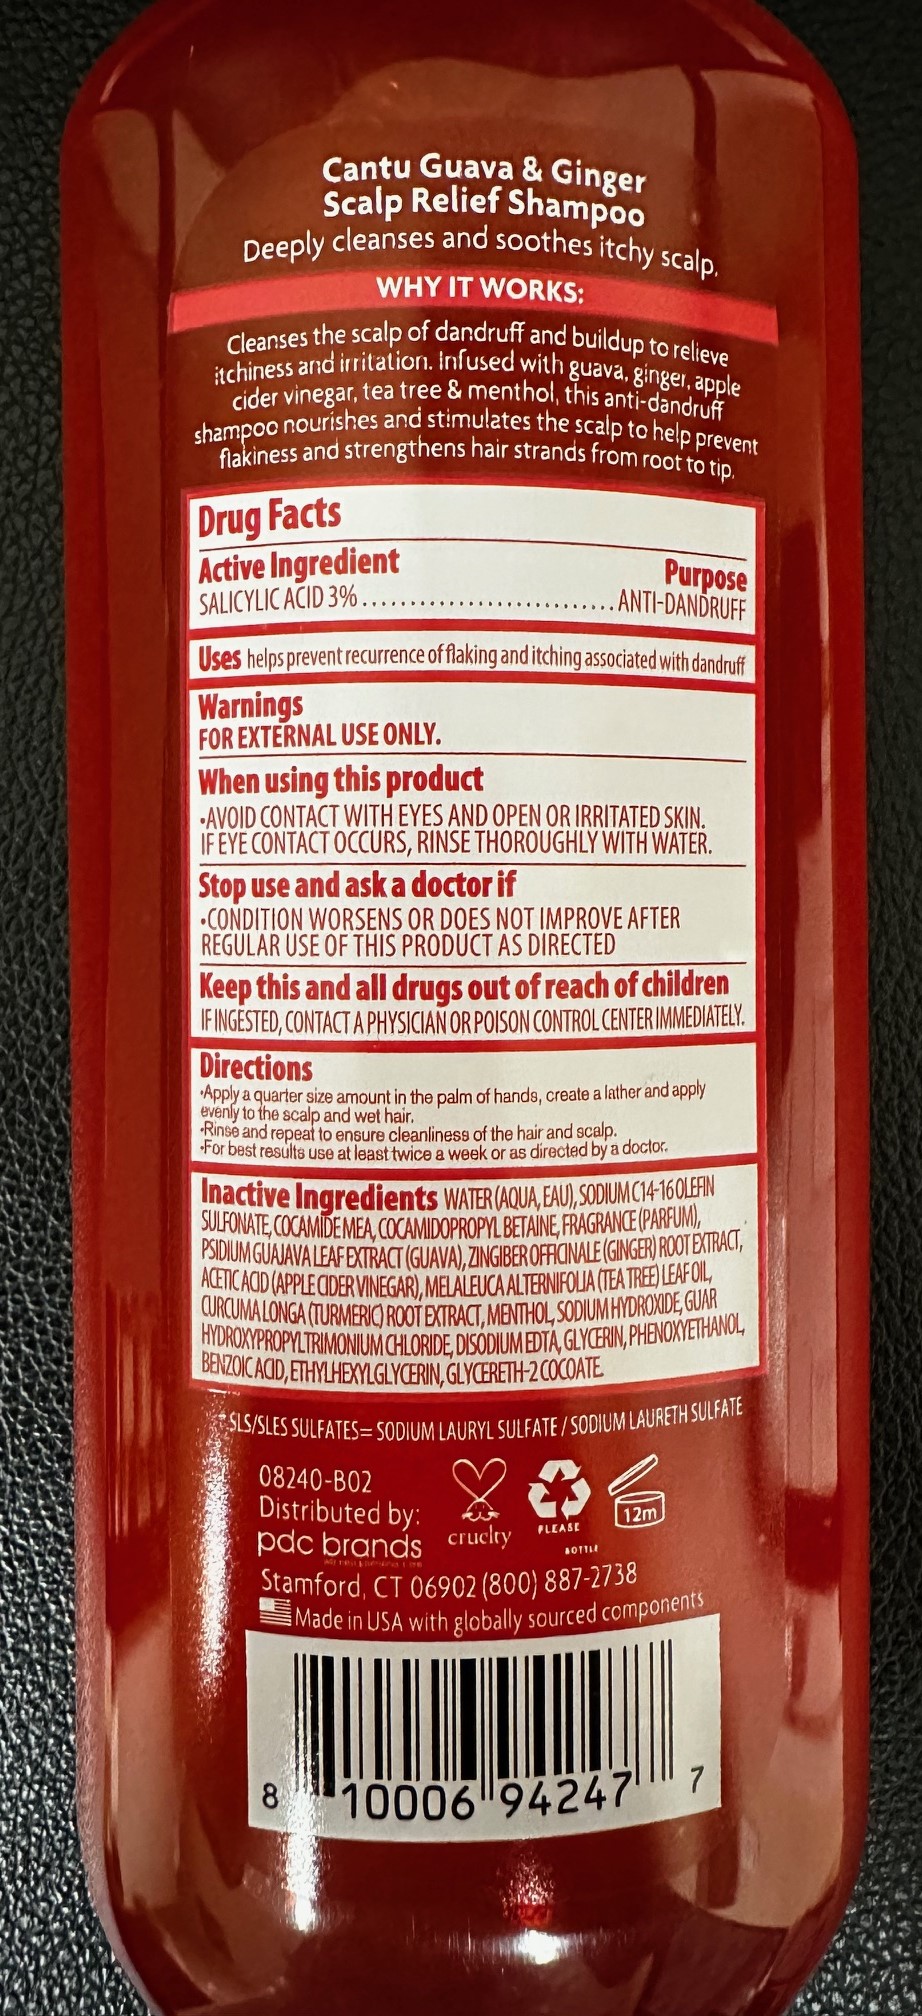 Cantu Guava & Ginger
Scalp Relief Shampoo
Deeply cleanses and soothes itchy scalp.
WHY IT WORKS:
Cleanses the scalp of dandruff and buildup to relieve
itchiness and irritation. Infused with guava, ginger, apple
cider vinegar, tea tree & menthol, this anti-dandruff
shampoo nourishes and stimulates the scalp to help prevent
flakiness and strengthens hair strands from root to tip.
Drug Facts
Active Ingredient Purpose
SALICYLIC ACID 3%............................ANTI-DANDRUFF
Uses helps prevent recurrence of flaking and itching associated with dandruff
Warnings
FOR EXTERNAL USE ONLY.
When using this product
•AVOID CONTACT WITH EYES AND OPEN OR IRRITATED SKIN.
IF EYE CONTACT OCCURS, RINSE THOROUGHLY WITH WATER.
Stop use and ask a doctor if
•CONDITION WORSENS OR DOES NOT IMPROVE AFTER
REGULAR USE OF THIS PRODUCT AS DIRECTED
Keep this and all drugs out of reach of children
IF INGESTED, CONTACT A PHYSICIAN OR POISON CONTROL CENTER IMMEDIATELY.
Directions
•Apply a quarter size amount in the palm of hands, create a lather and apply
evenly to the scalp and wet hair.
•Rinse and repeat to ensure cleanliness of the hair and scalp.
•For best results use at least twice a week or as directed by a doctor.
Inactive Ingredients WATER (AQUA, EAU), SODIUM C14-16 OLEFIN
SULFONATE, COCAMIDE MEA, COCAMIDOPROPYL BETAINE, FRAGRANCE (PARFUM),
PSIDIUM GUAJAVA LEAF EXTRACT (GUAVA), ZINGIBER OFFICINALE (GINGER) ROOT EXTRACT,
ACETIC ACID (APPLE CIDER VINEGAR), MELALEUCA ALTERNIFOLIA (TEA TREE) LEAF OIL,
CURCUMA LONGA (TURMERIC) ROOT EXTRACT, MENTHOL, SODIUM HYDROXIDE, GUAR
HYDROXYPROPYLTRIMONIUM CHLORIDE, DISODIUM EDTA, GLYCERIN, PHENOXYETHANOL,
BENZOIC ACID, ETHYLHEXYLGLYCERIN, GLYCERETH-2 COCOATE.
*SLS/SLES SULFATES= SODIUM LAURYL SULFATE / SODIUM LAURETH SULFATE
08240-B02
Distributed by:
pdc brands
cruelty
PLEASE
BOTTLE
12m
Stamford, CT 06902 (800) 887-2738
Made in USA with globally sourced components
8 10006 94247 7